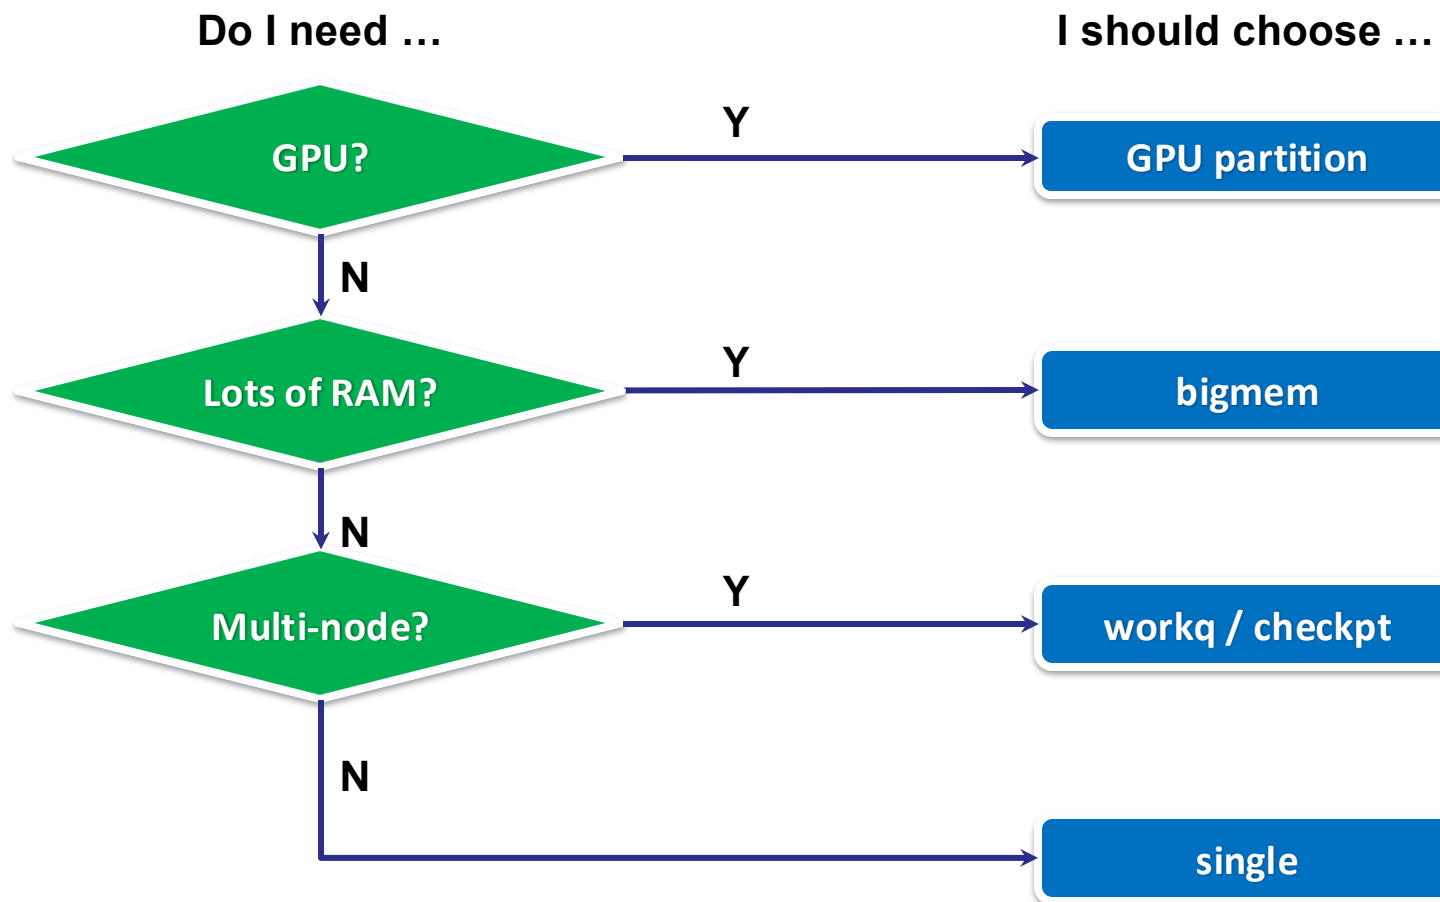 Do I need …
I should choose …
GPU?
Y
GPU partition
N
Lots of RAM?
Y
bigmem
N
Multi-node?
Y
workq / checkpt
N
single